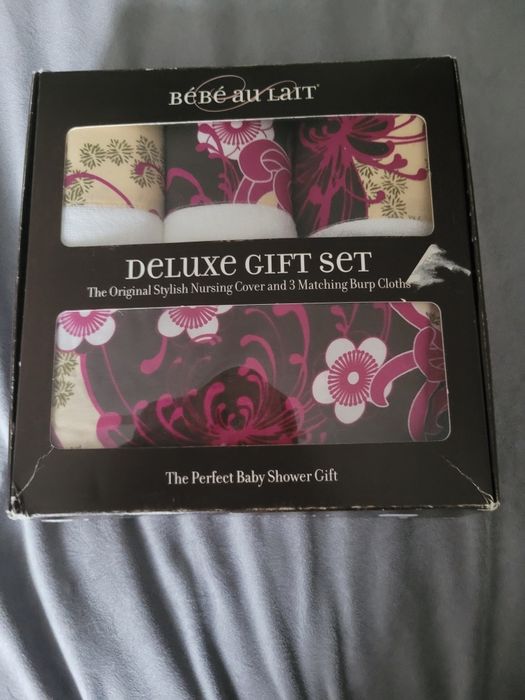 BéBé au Lait
Deluxe Gift Set
The Original Stylish Nursing Cover and 3 Matching Burp Cloths
The Perfect Baby Shower Gift